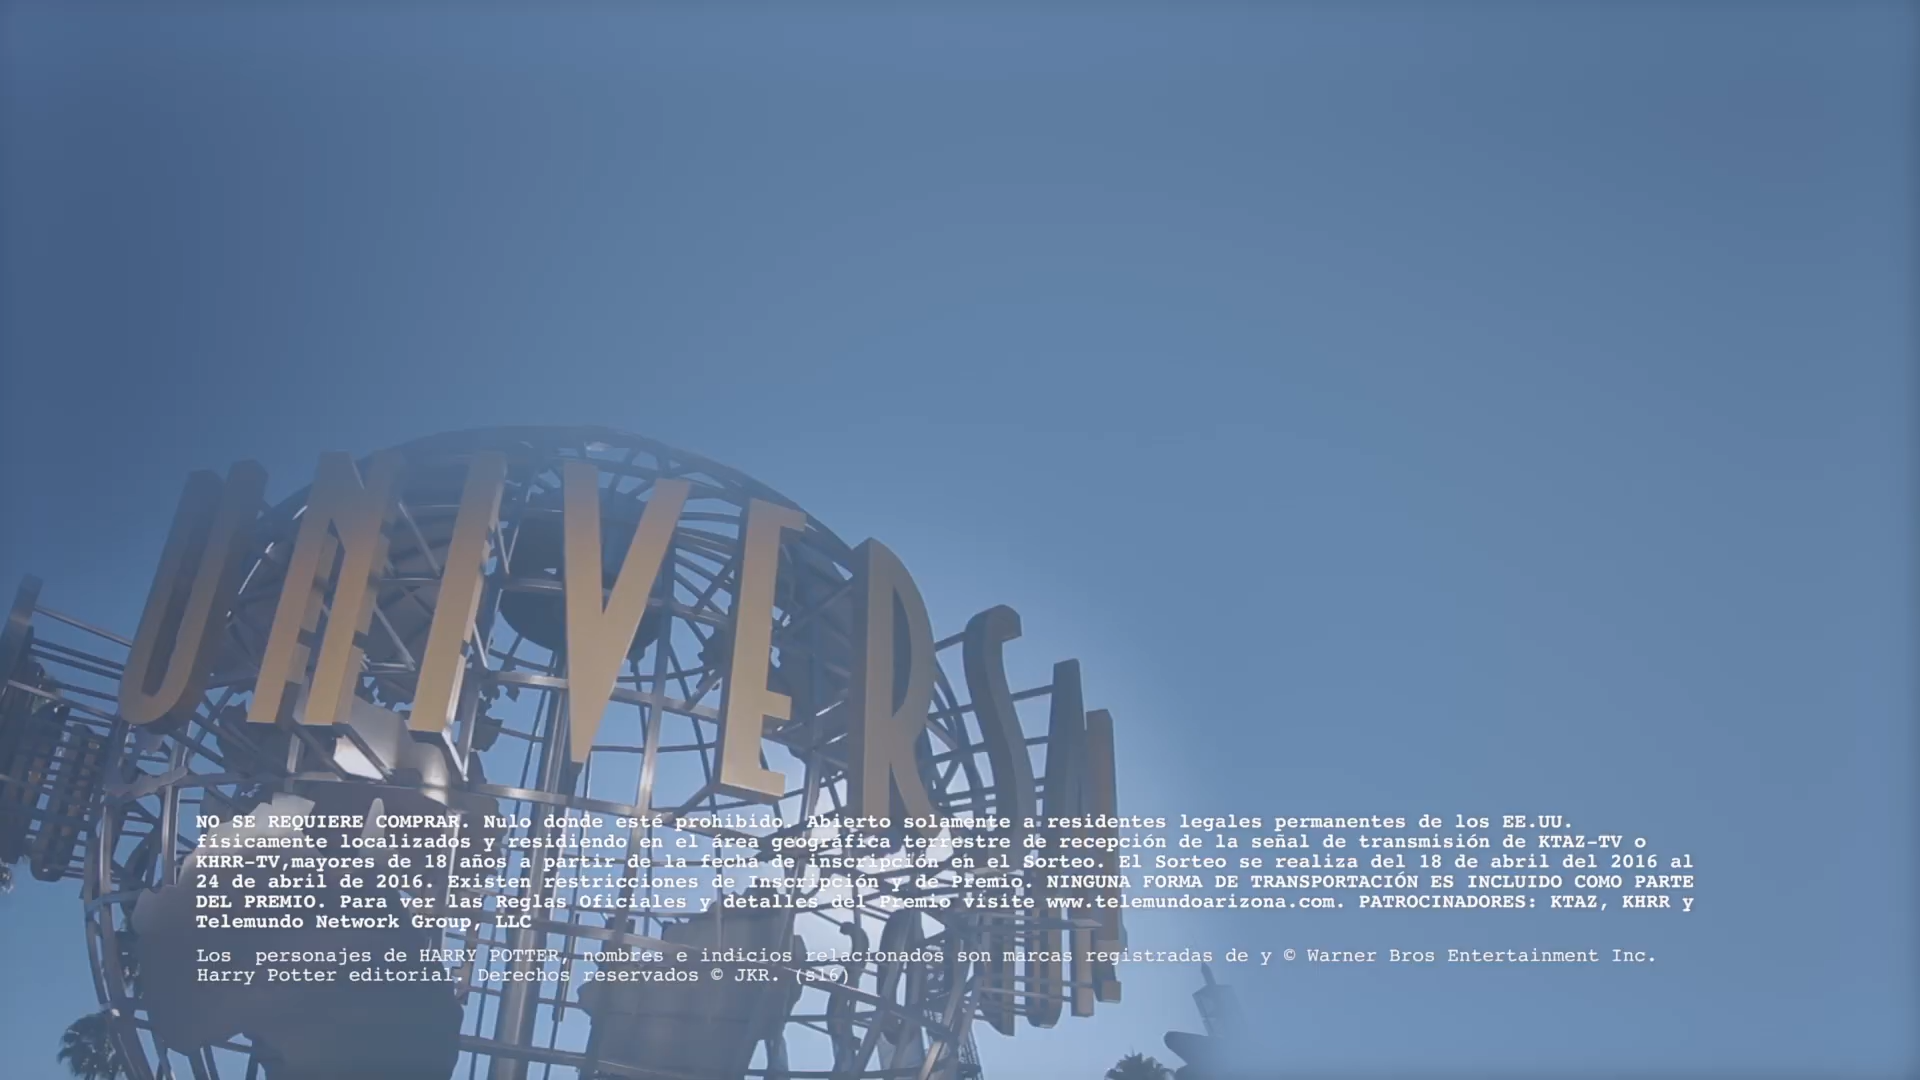 UNIVERSAL
NO SE REQUIERE COMPRAR. Nulo donde esté prohibido. Abierto solamente a residentes legales permanentes de los EE.UU.
físicamente localizados y residiendo en el área geográfica terrestre de recepción de la señal de transmisión de KTAZ-TV o
KHRR-TV,mayores de 18 años a partir de la fecha de inscripción en el Sorteo. El Sorteo se realiza del 18 de abril del 2016 al
24 de abril de 2016. Existen restricciones de Inscripción y de Premio. NINGUNA FORMA DE TRANSPORTACIÓN ES INCLUIDO COMO PARTE
DEL PREMIO. Para ver las Reglas Oficiales y detalles del Premio visite www.telemundoarizona.com. PATROCINADORES: KTAZ, KHRR y
Telemundo Network Group, LLC
Los personajes de HARRY POTTER, nombres e indicios relacionados son marcas registradas de y © Warner Bros Entertainment Inc.
Harry Potter editorial. Derechos reservados © JKR. (s16)